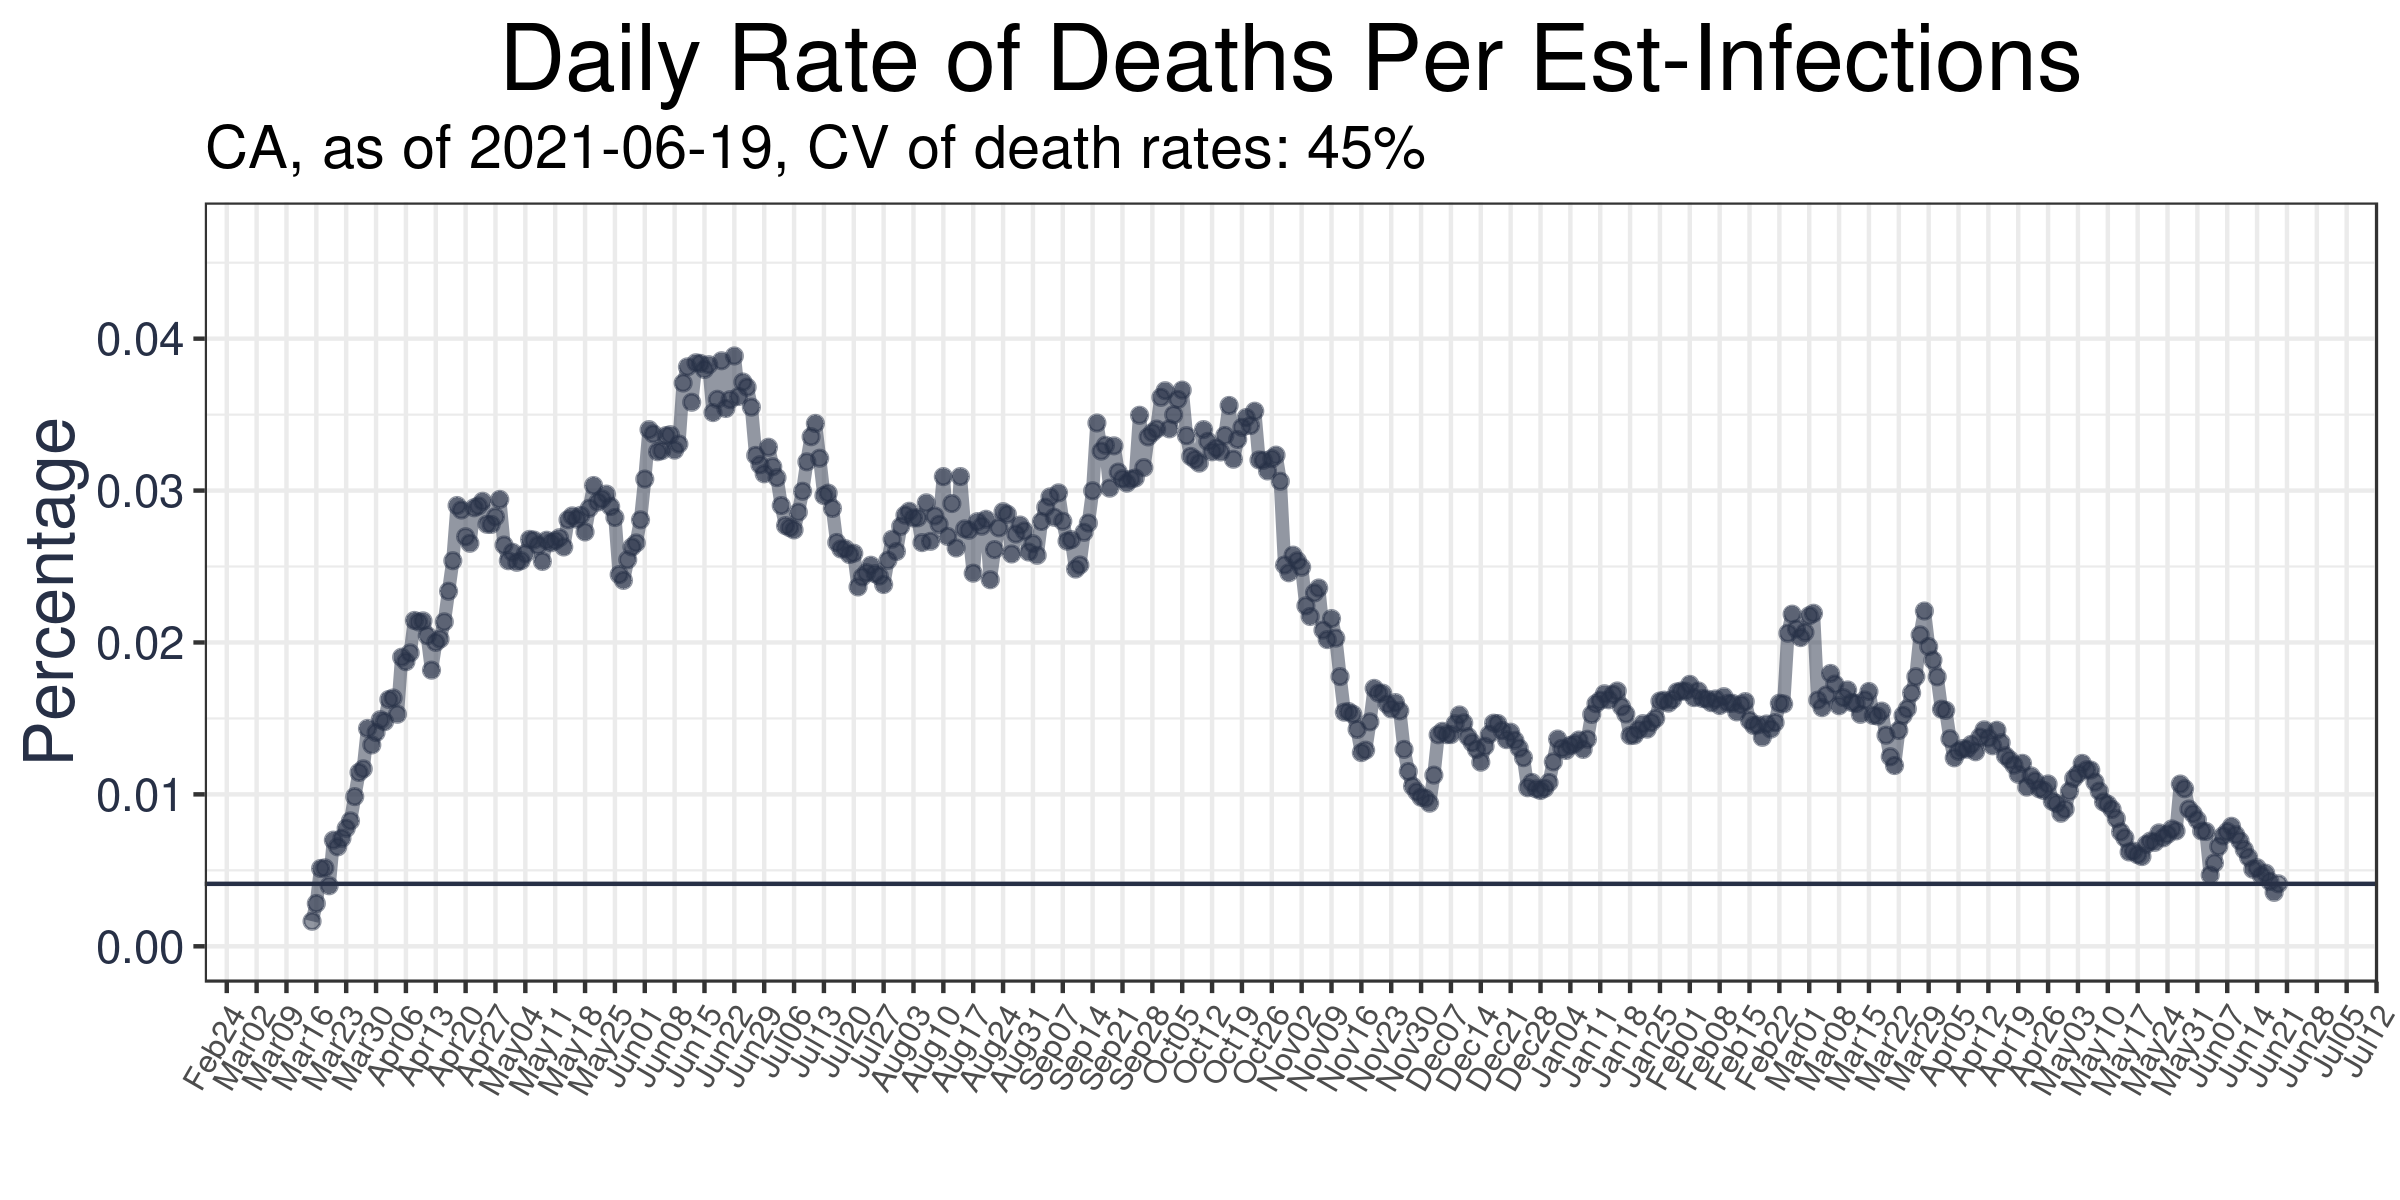 Daily Rate of Deaths Per Est-Infections
CA, as of 2021-06-19, CV of death rates: 45%
Percentage
0.04
0.03
0.02
0.01
0.00
Feb24 Mar02 Mar09 Mar16 Mar23 Mar30 Apr06 Apr13 Apr20 Apr27 May04 May11 May18 May25 Jun01 Jun08 Jun15 Jun22 Jun29 Jul06 Jul13 Jul20 Jul27 Aug03 Aug10 Aug17 Aug24 Aug31 Sep07 Sep14 Sep21 Sep28 Oct05 Oct12 Oct19 Oct26 Nov02 Nov09 Nov16 Nov23 Nov30 Dec07 Dec14 Dec21 Dec28 Jan04 Jan11 Jan18 Jan25 Feb01 Feb08 Feb15 Feb22 Mar01 Mar08 Mar15 Mar22 Mar29 Apr05 Apr12 Apr19 Apr26 May03 May10 May17 May24 May31 Jun07 Jun14 Jun21 Jun28 Jul05 Jul12